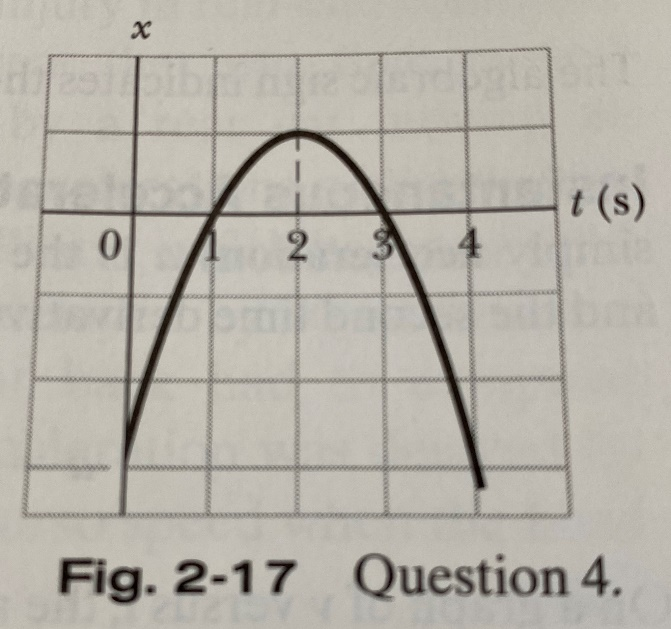 x
t (s)
0 1 2 3 4
Fig. 2-17 Question 4.